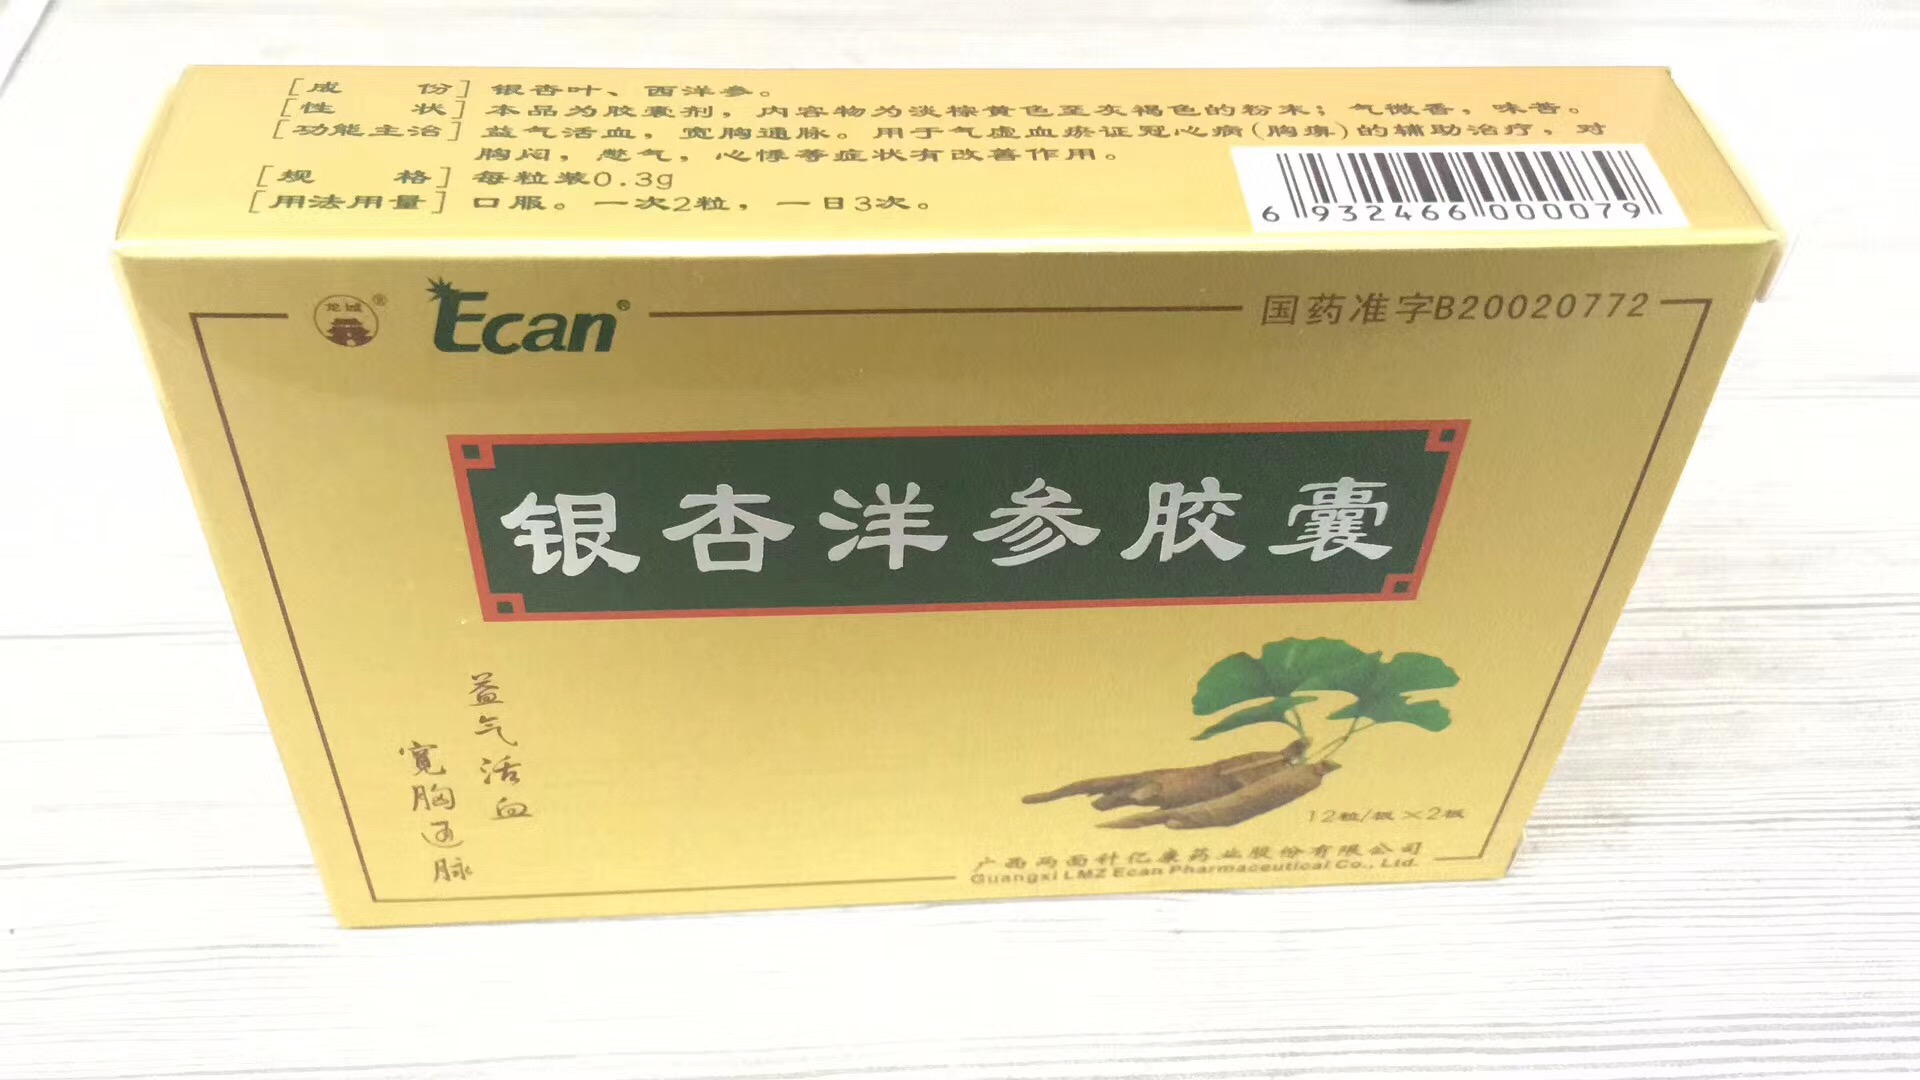 [成 份] 银杏叶、西洋参。
[性 状] 本品为胶囊剂，内容物为淡棕黄色至灰褐色的粉末；气微香，味苦。
[功能主治] 益气活血，宽胸通脉。用于气虚血瘀证冠心病(胸痹)的辅助治疗，对
胸闷，憋气，心悸等症状有改善作用。
[规 格] 每粒装0.3g
[用法用量] 口服。一次2粒，一日3次。
6 932466 000079
龙城®
Ecan®
国药准字B20020772
银杏洋参胶囊
益气活血
宽胸通脉
12粒/板×2板
广西两面针亿康药业股份有限公司
Guangxi LMZ Ecan Pharmaceutical Co., Ltd.